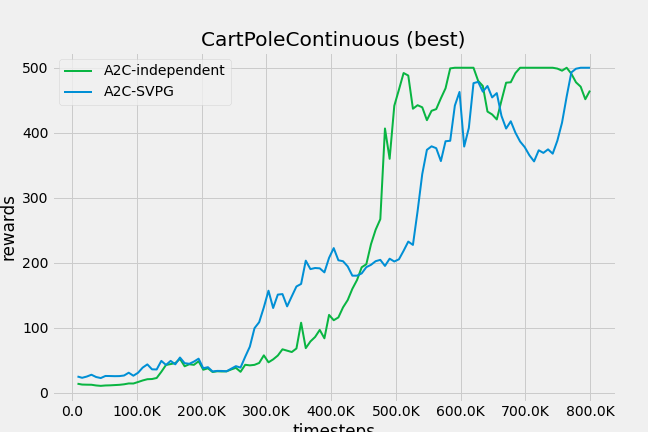 CartPoleContinuous (best)
A2C-independent
A2C-SVPG
500
400
300
200
100
0
rewards
0.0 100.0K 200.0K 300.0K 400.0K 500.0K 600.0K 700.0K 800.0K
timesteps